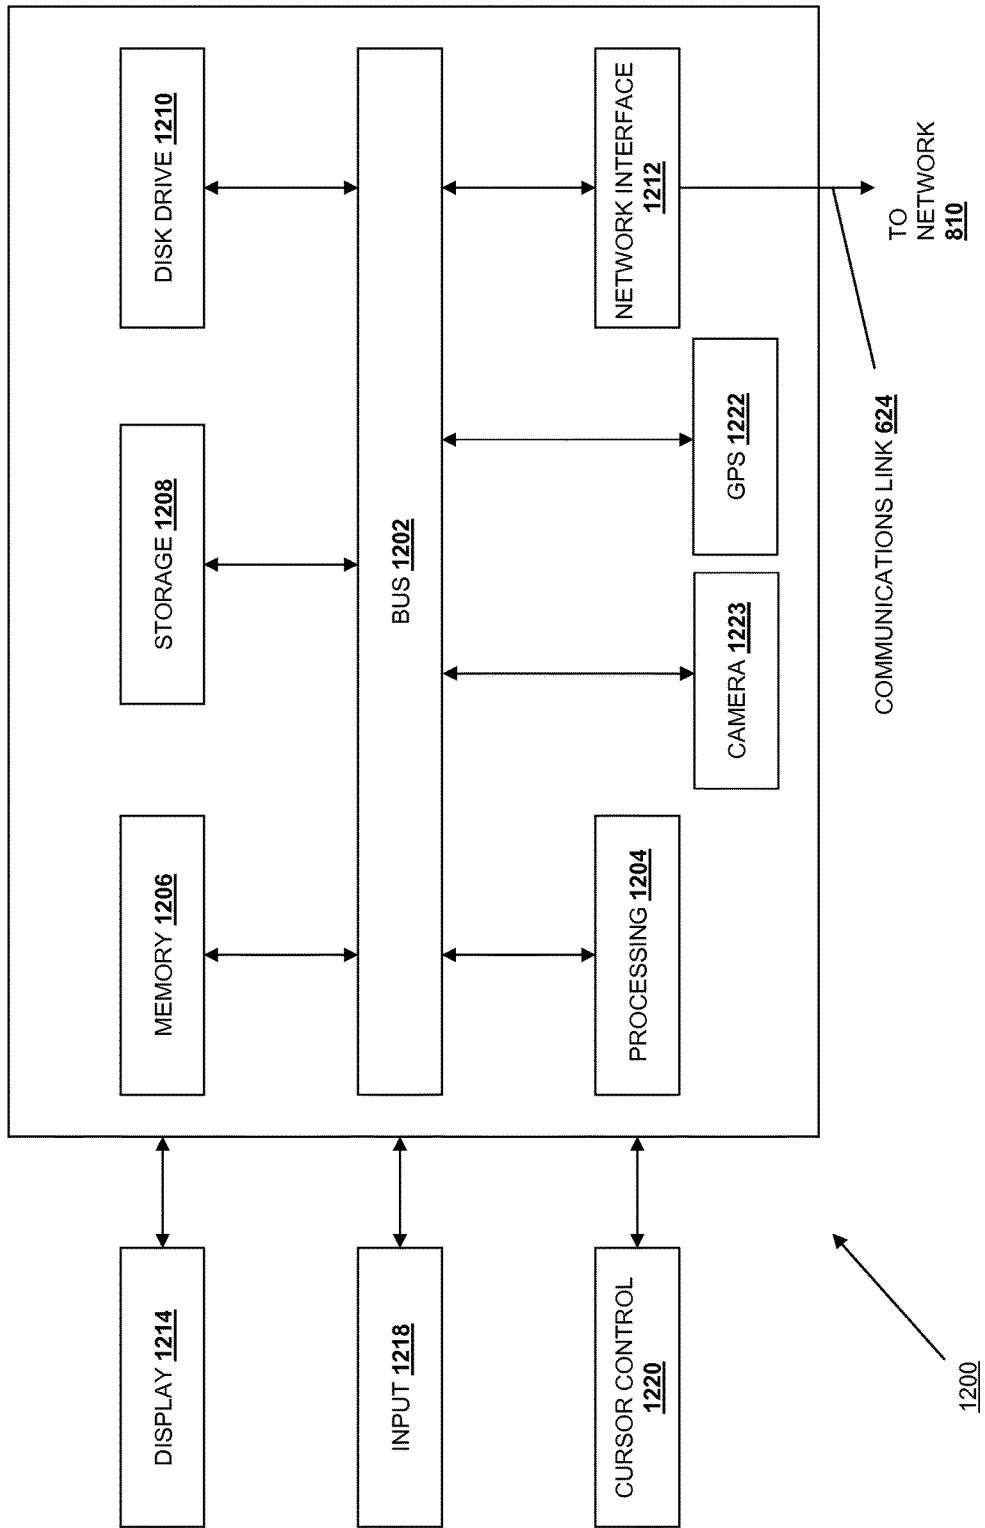 DISPLAY 1214
MEMORY 1206
STORAGE 1208
DISK DRIVE 1210
INPUT 1218
BUS 1202
CURSOR CONTROL
1220
PROCESSING 1204
NETWORK INTERFACE
1212
CAMERA 1223
GPS 1222
COMMUNICATIONS LINK 624
TO
NETWORK
810
1200